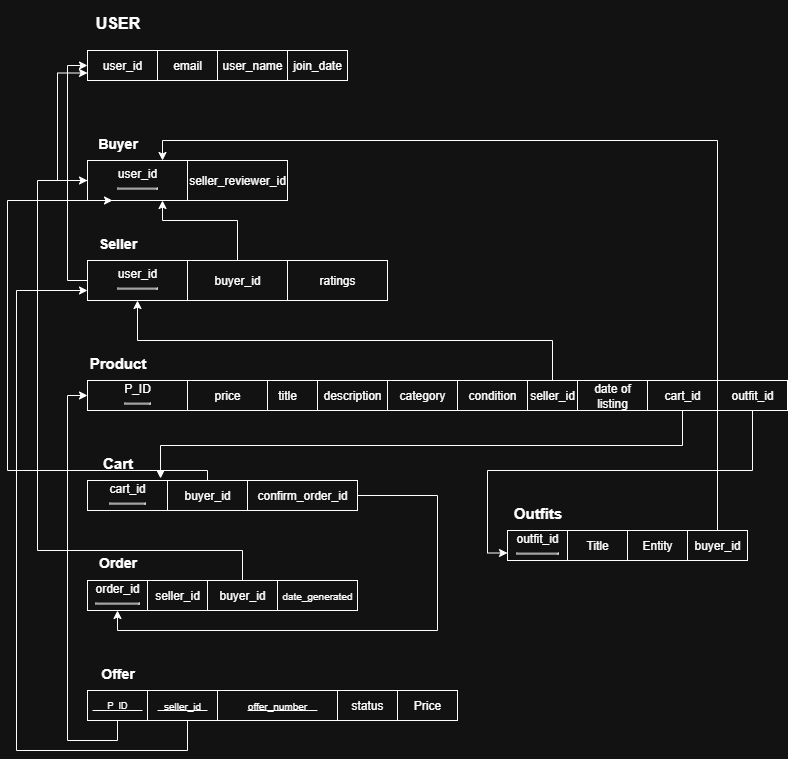 USER
user_id email user_name join_date
Buyer
user_id seller_reviewer_id
Seller
user_id buyer_id ratings
Product
P_ID price title description category condition seller_id date of listing cart_id outfit_id
Cart
cart_id buyer_id confirm_order_id
Outfits
outfit_id Title Entity buyer_id
Order
order_id seller_id buyer_id date_generated
Offer
P_ID seller_id offer_number status Price